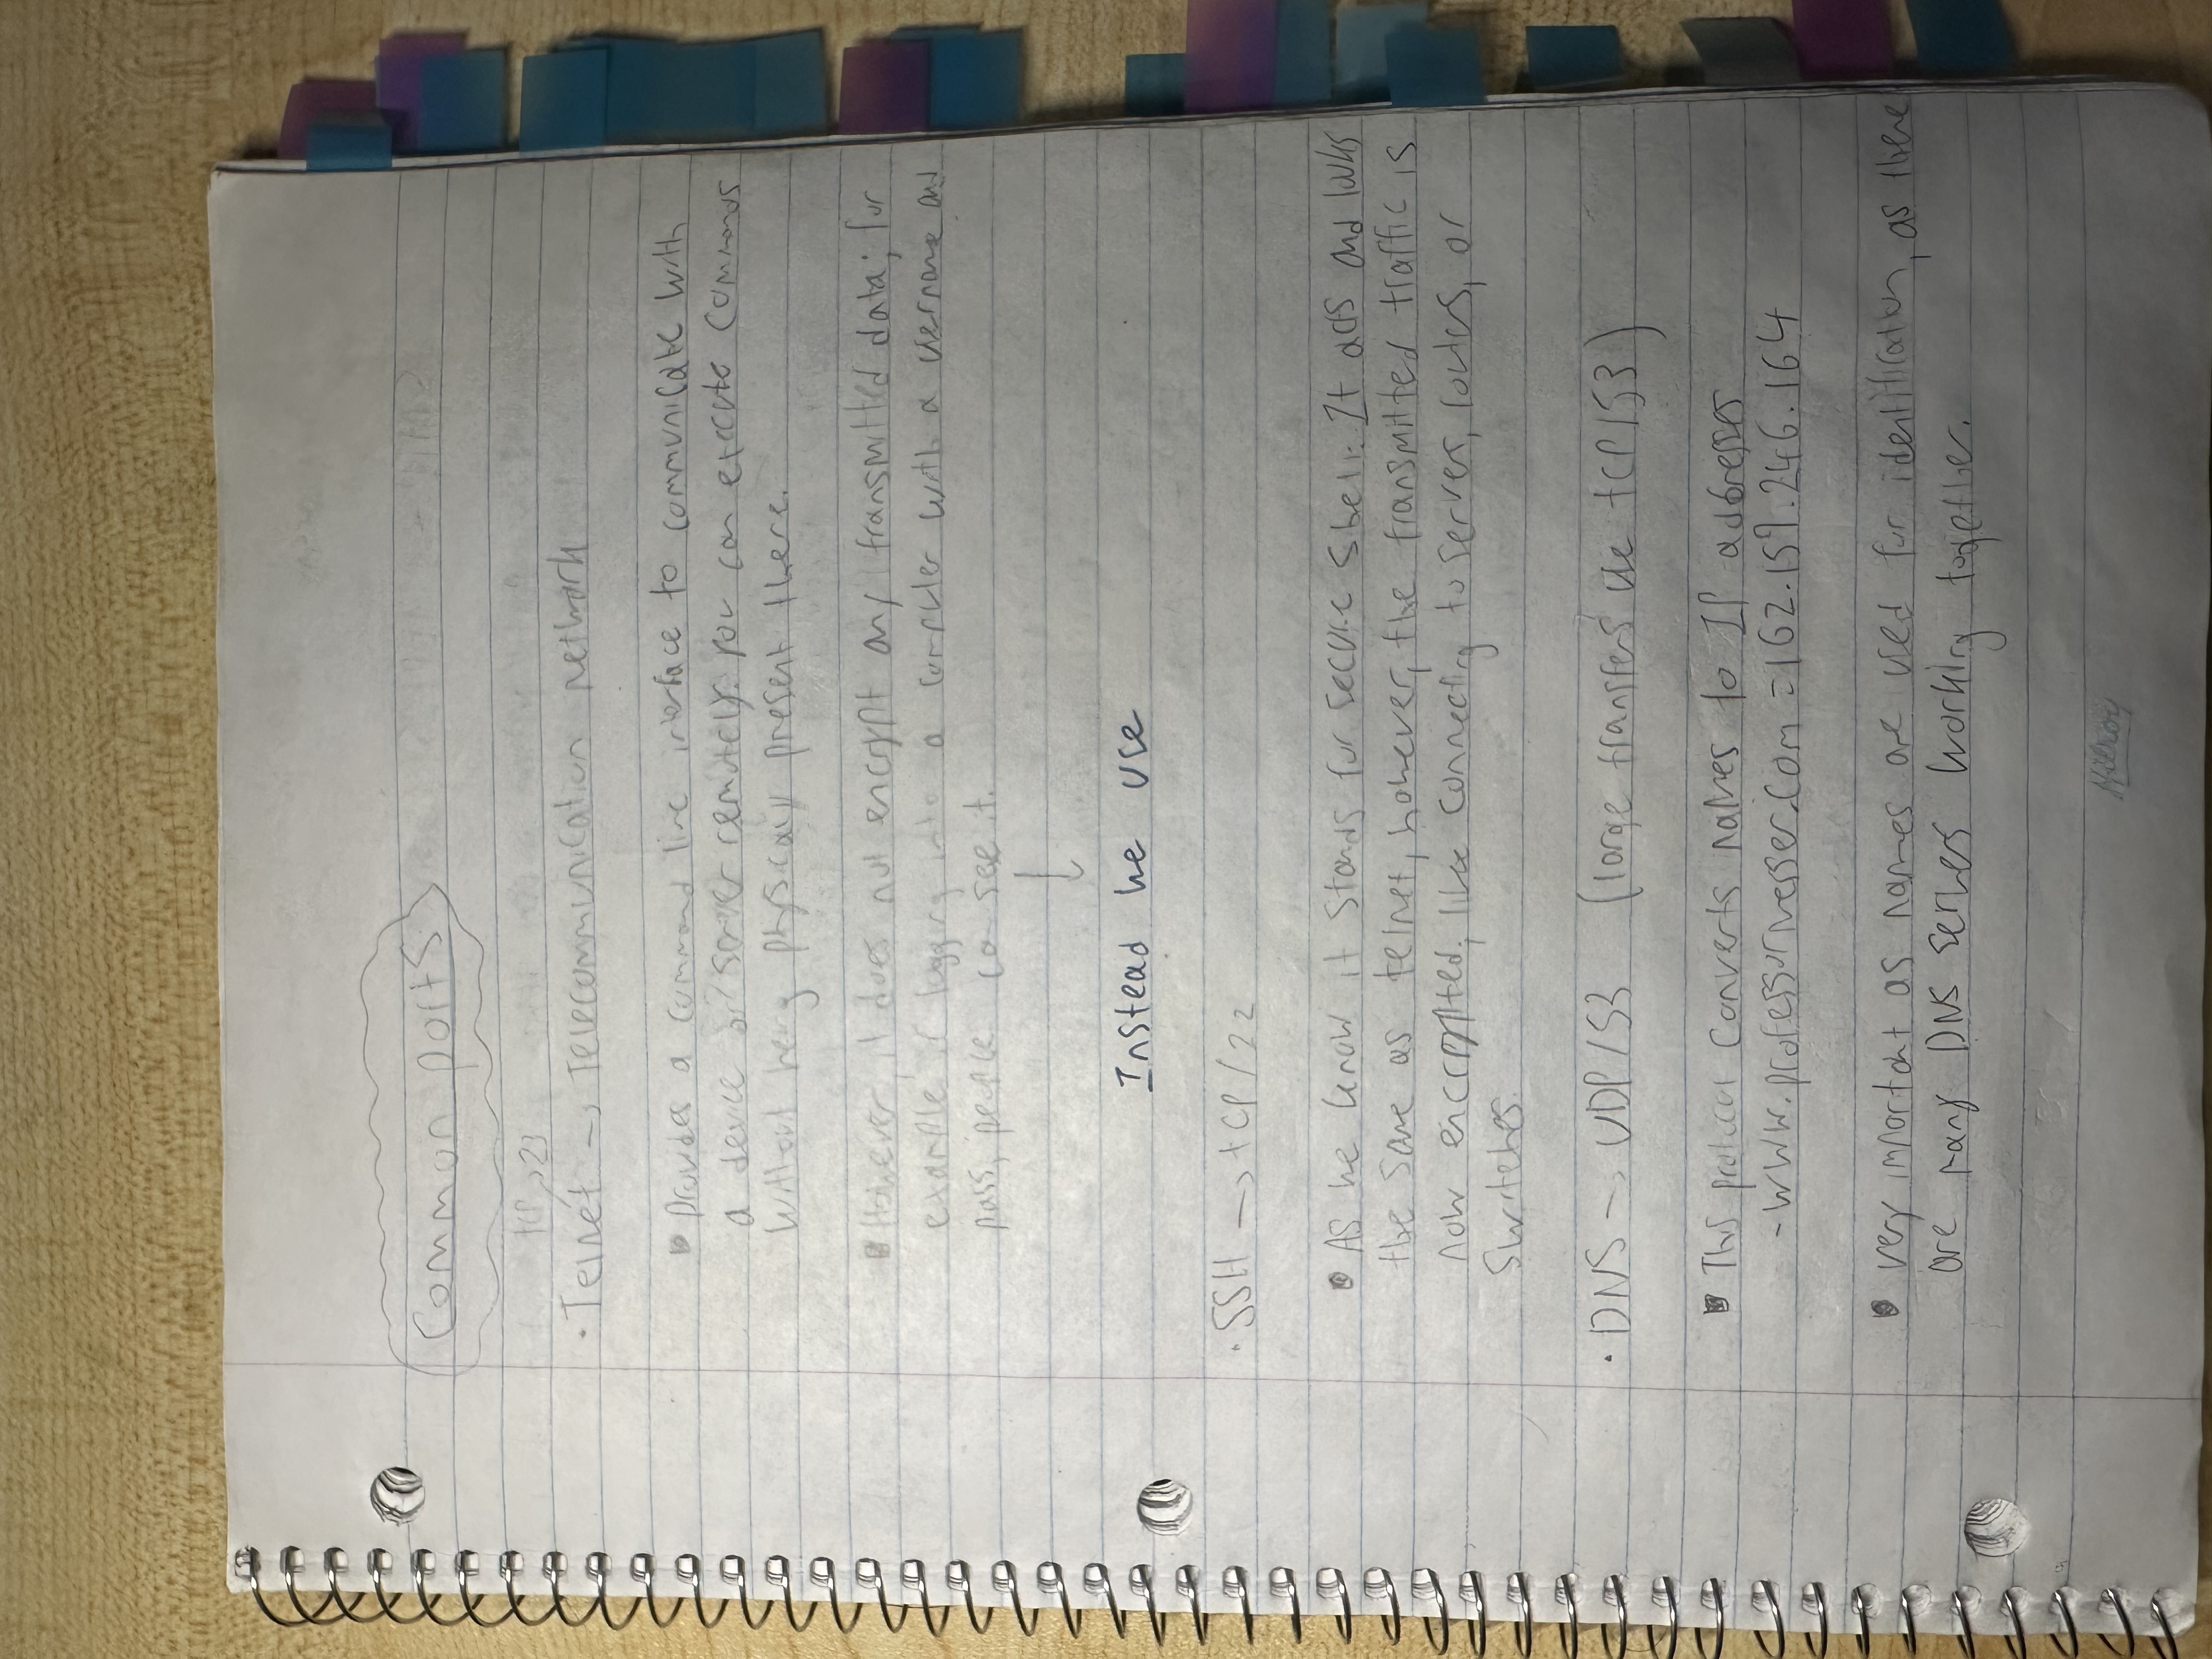 Common ports
tcp 23
• Telnet → Telecommunication network
• Provides a command line interface to communicate with
a device or server remotely. You can execute commands
without being physically present there.
• However, it does not encrypt any transmitted data; for
example if logging into a computer with a username and
pass, people can see it.
↓
Instead we use
• SSH → tcp/22
• As we know it stands for secure shell. It acts and looks
the same as telnet, however, the transmitted traffic is
now encrypted; like connecting to servers, routers, or
switches.
• DNS → UDP/53 (large transfers use tcp/53)
• This protocol converts names to IP addresses
- www.professormesser.com = 162.159.246.164
• Very important as names are used for identification, as there
are many DNS servers working together.
Hilroy